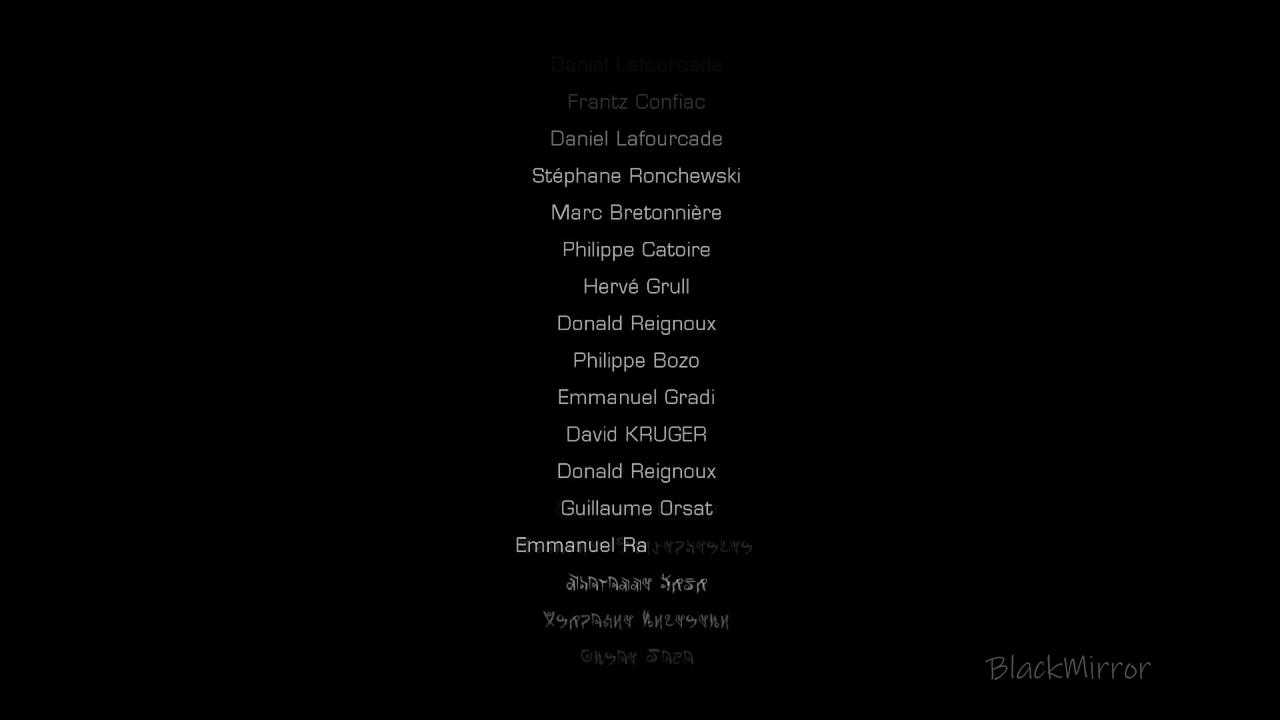 Daniel Lafourcade
Frantz Confiac
Daniel Lafourcade
Stéphane Ronchewski
Marc Bretonnière
Philippe Catoire
Hervé Grull
Donald Reignoux
Philippe Bozo
Emmanuel Gradi
David KRUGER
Donald Reignoux
Guillaume Orsat
Emmanuel Ra
BlackMirror